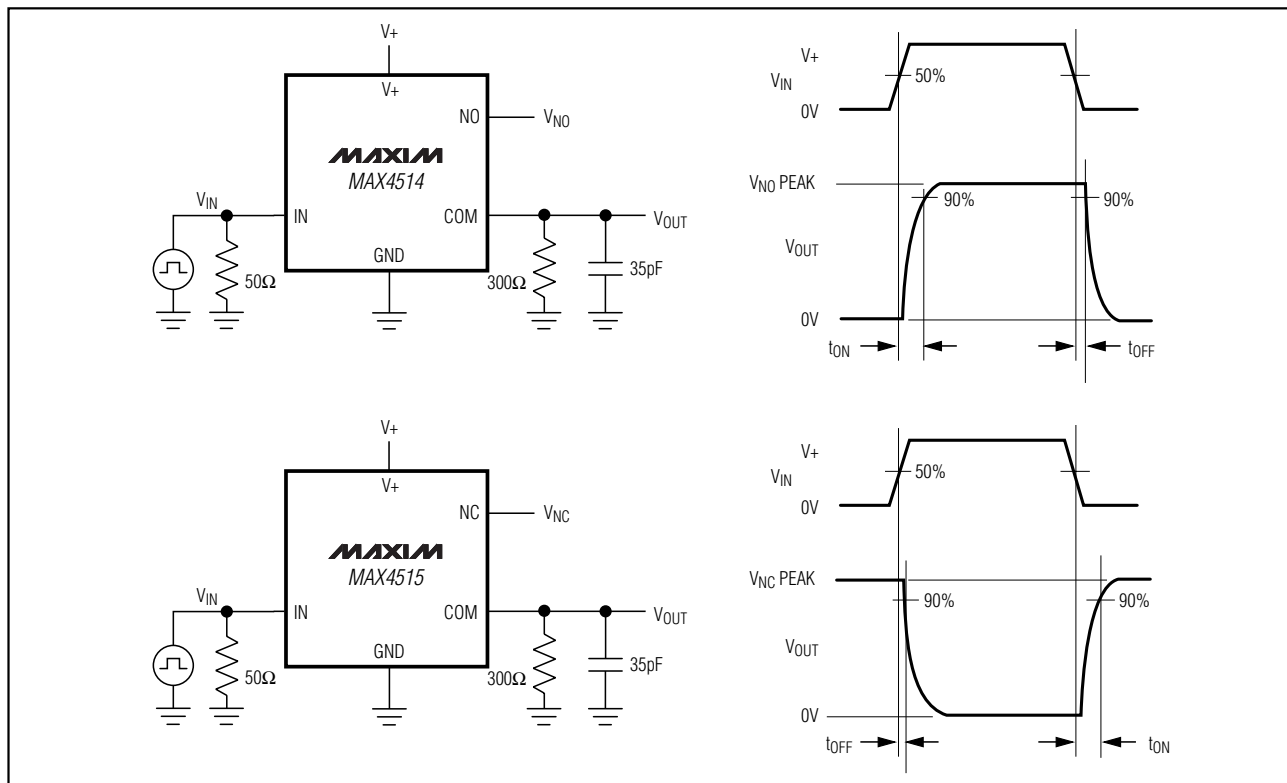 V+
V+
NO
VNO
MAXIM
MAX4514
VIN
IN
COM
VOUT
GND
50Ω
300Ω
35pF
V+
VIN
50%
0V
VNO PEAK
90%
90%
VOUT
0V
tON
tOFF
V+
V+
NC
VNC
MAXIM
MAX4515
VIN
IN
COM
VOUT
GND
50Ω
300Ω
35pF
V+
VIN
50%
0V
VNC PEAK
90%
90%
VOUT
0V
tOFF
tON